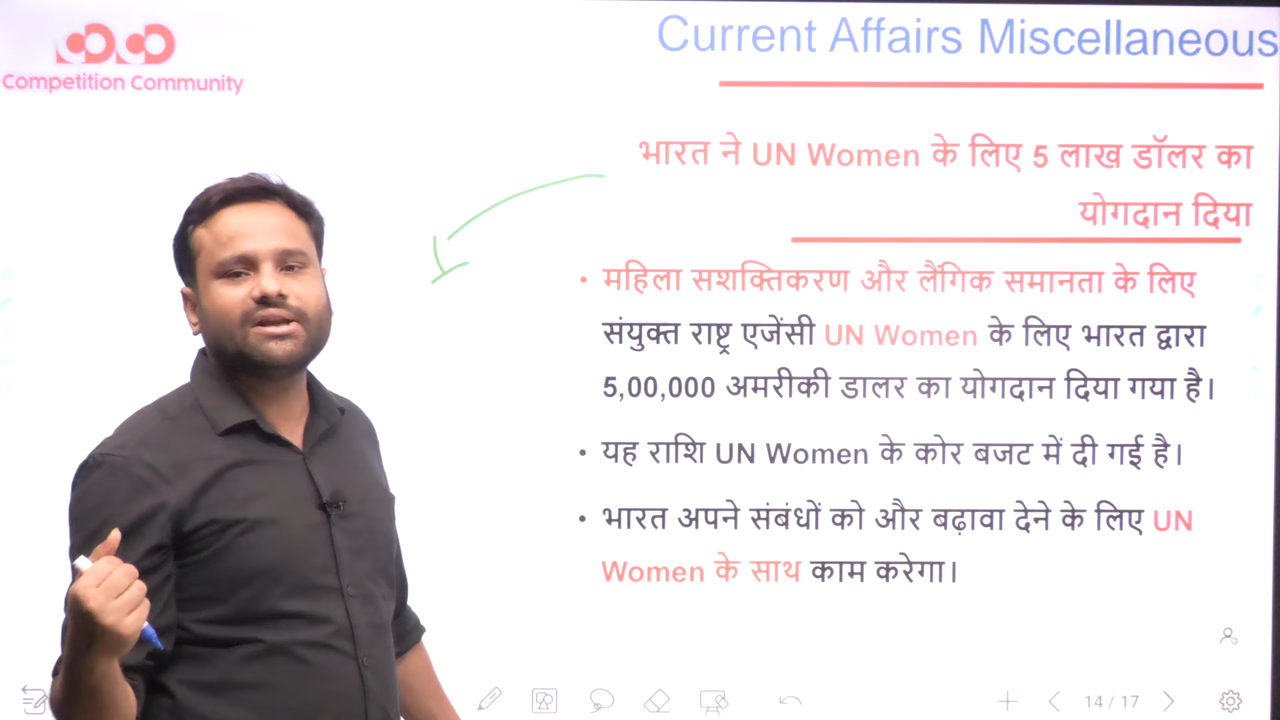 Competition Community
Current Affairs Miscellaneous
भारत ने UN Women के लिए 5 लाख डॉलर का
योगदान दिया
• महिला सशक्तिकरण और लैंगिक समानता के लिए
संयुक्त राष्ट्र एजेंसी UN Women के लिए भारत द्वारा
5,00,000 अमरीकी डालर का योगदान दिया गया है।
• यह राशि UN Women के कोर बजट में दी गई है।
• भारत अपने संबंधों को और बढ़ावा देने के लिए UN
Women के साथ काम करेगा।
14 / 17